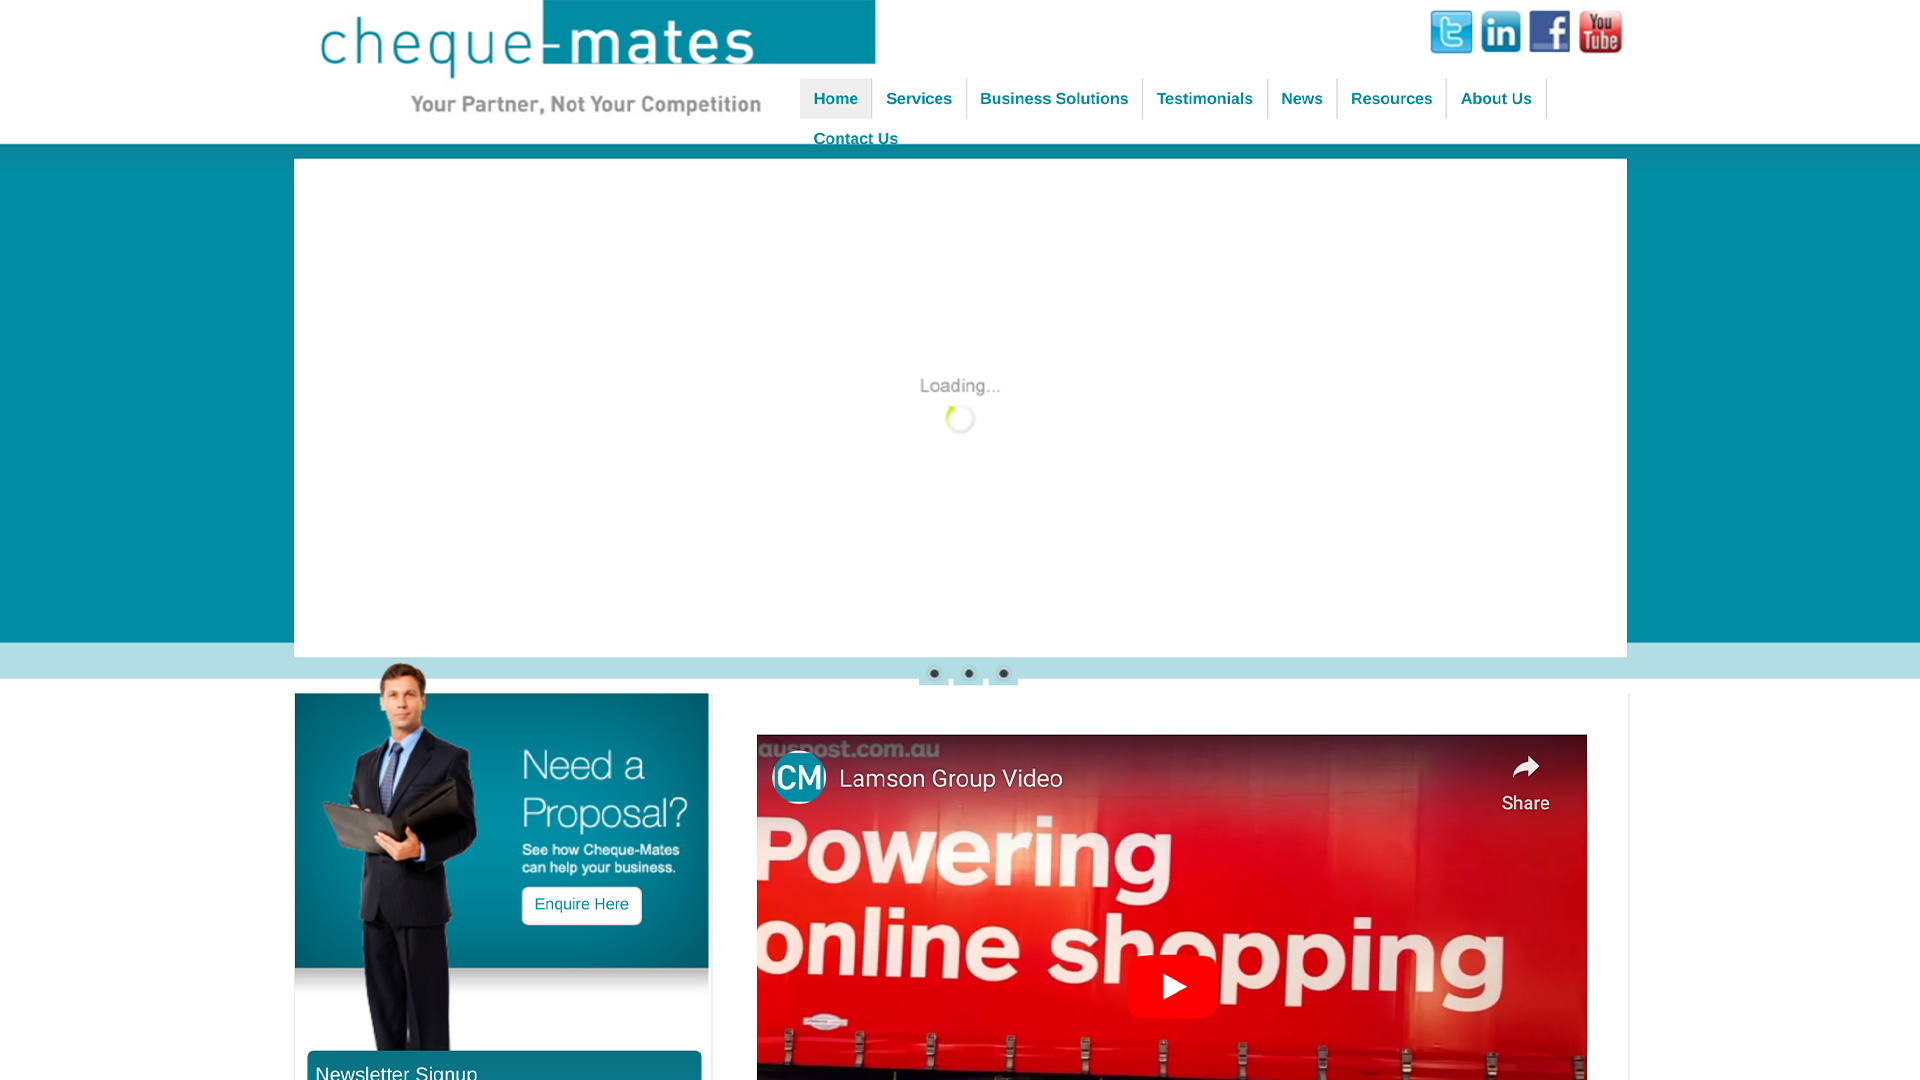 cheque-mates
Your Partner, Not Your Competition
t
in
f
You
Tube
Home
Services
Business Solutions
Testimonials
News
Resources
About Us
Contact Us
Loading...
Need a
Proposal?
See how Cheque-Mates
can help your business.
Enquire Here
Newsletter Signup
auspost.com.au
CM
Lamson Group Video
Share
Powering
online shopping